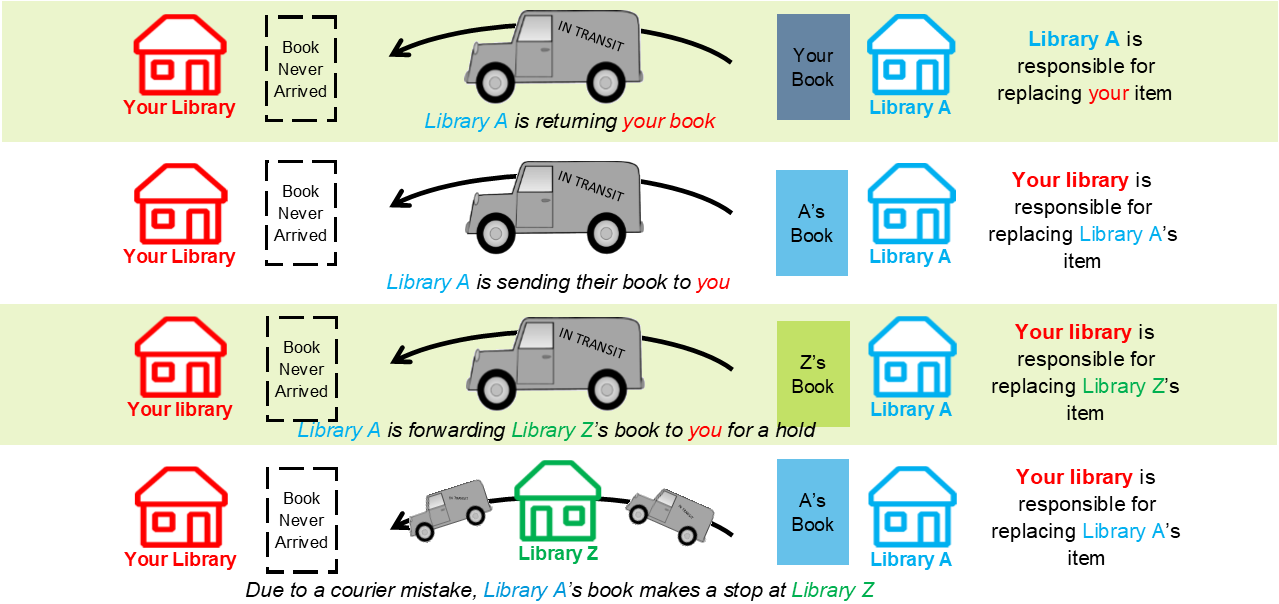 Your Library
Book
Never
Arrived
IN TRANSIT
Library A is returning your book
Your
Book
Library A
Library A is
responsible for
replacing your item
Your Library
Book
Never
Arrived
IN TRANSIT
Library A is sending their book to you
A's
Book
Library A
Your library is
responsible for
replacing Library A's
item
Your library
Book
Never
Arrived
IN TRANSIT
Library A is forwarding Library Z's book to you for a hold
Z's
Book
Library A
Your library is
responsible for
replacing Library Z's
item
Your Library
Book
Never
Arrived
IN TRANSIT
Library Z
IN TRANSIT
Due to a courier mistake, Library A's book makes a stop at Library Z
A's
Book
Library A
Your library is
responsible for
replacing Library A's
item